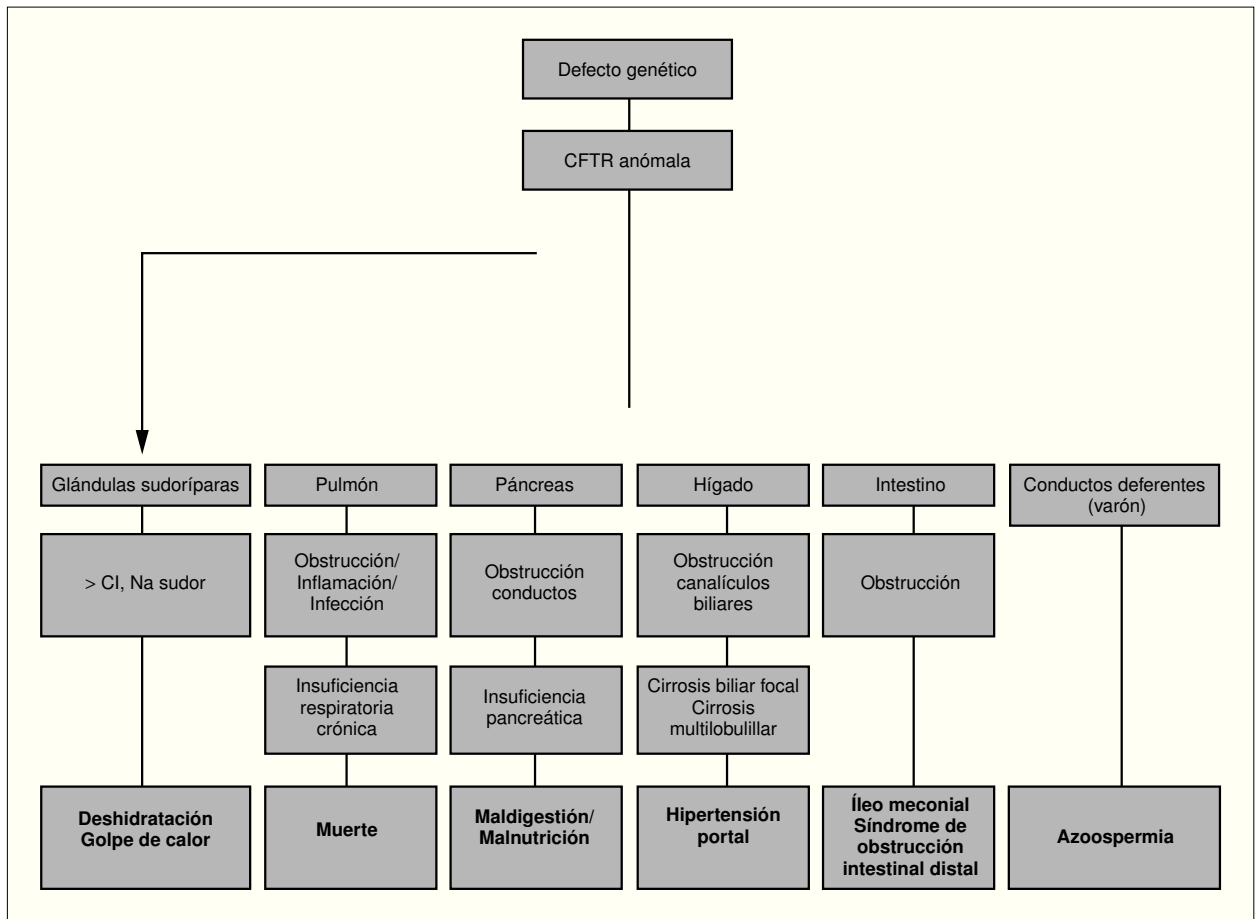 Defecto genético
CFTR anómala
Glándulas sudoríparas
Pulmón
Páncreas
Hígado
Intestino
Conductos deferentes
(varón)
> CI, Na sudor
Obstrucción/
Inflamación/
Infección
Obstrucción
conductos
Obstrucción
canalículos
biliares
Obstrucción
Insuficiencia
respiratoria
crónica
Insuficiencia
pancreática
Cirrosis biliar focal
Cirrosis
multilobulillar
Deshidratación
Golpe de calor
Muerte
Maldigestión/
Malnutrición
Hipertensión
portal
Íleo meconial
Síndrome de
obstrucción
intestinal distal
Azoospermia